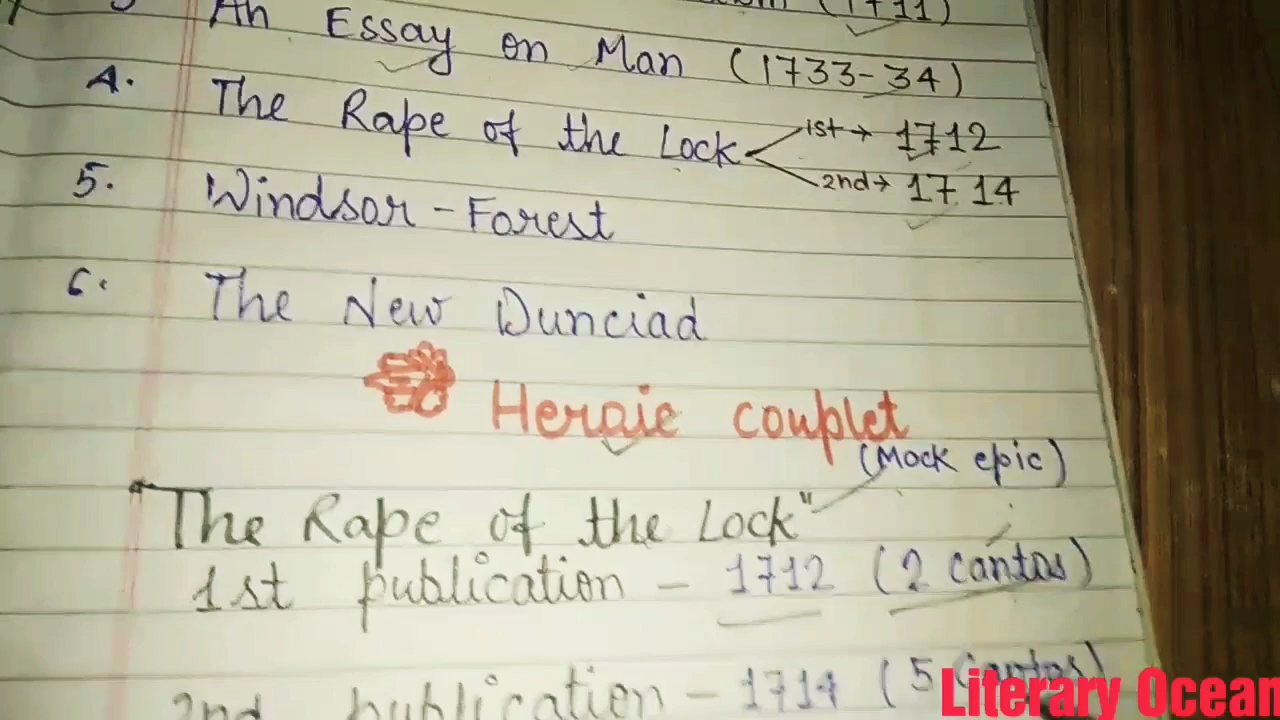 (1711)
An Essay on Man (1733-34)
4. The Rape of the Lock 1st → 1712
2nd → 1714
5. Windsor - Forest
6. The New Dunciad
Heroic couplet
(Mock epic)
"The Rape of the Lock"
1st publication - 1712 (2 cantos)
2nd publication - 1714 (5 Cantos)
Literary Ocean